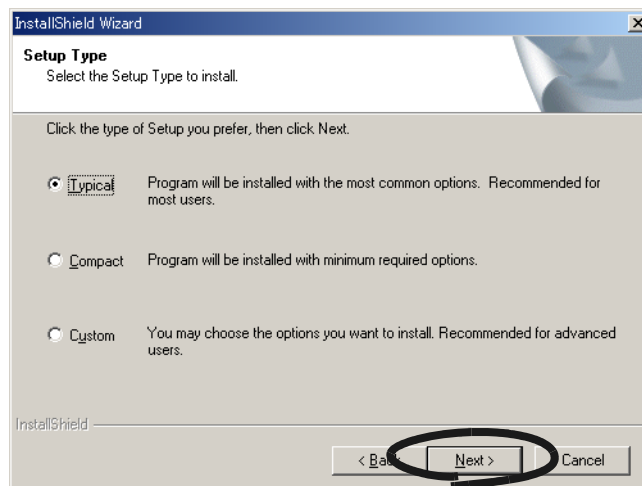 InstallShield Wizard
Setup Type
Select the Setup Type to install.
Click the type of Setup you prefer, then click Next.
Typical
Program will be installed with the most common options. Recommended for
most users.
Compact
Program will be installed with minimum required options.
Custom
You may choose the options you want to install. Recommended for advanced
users.
InstallShield
< Back
Next >
Cancel